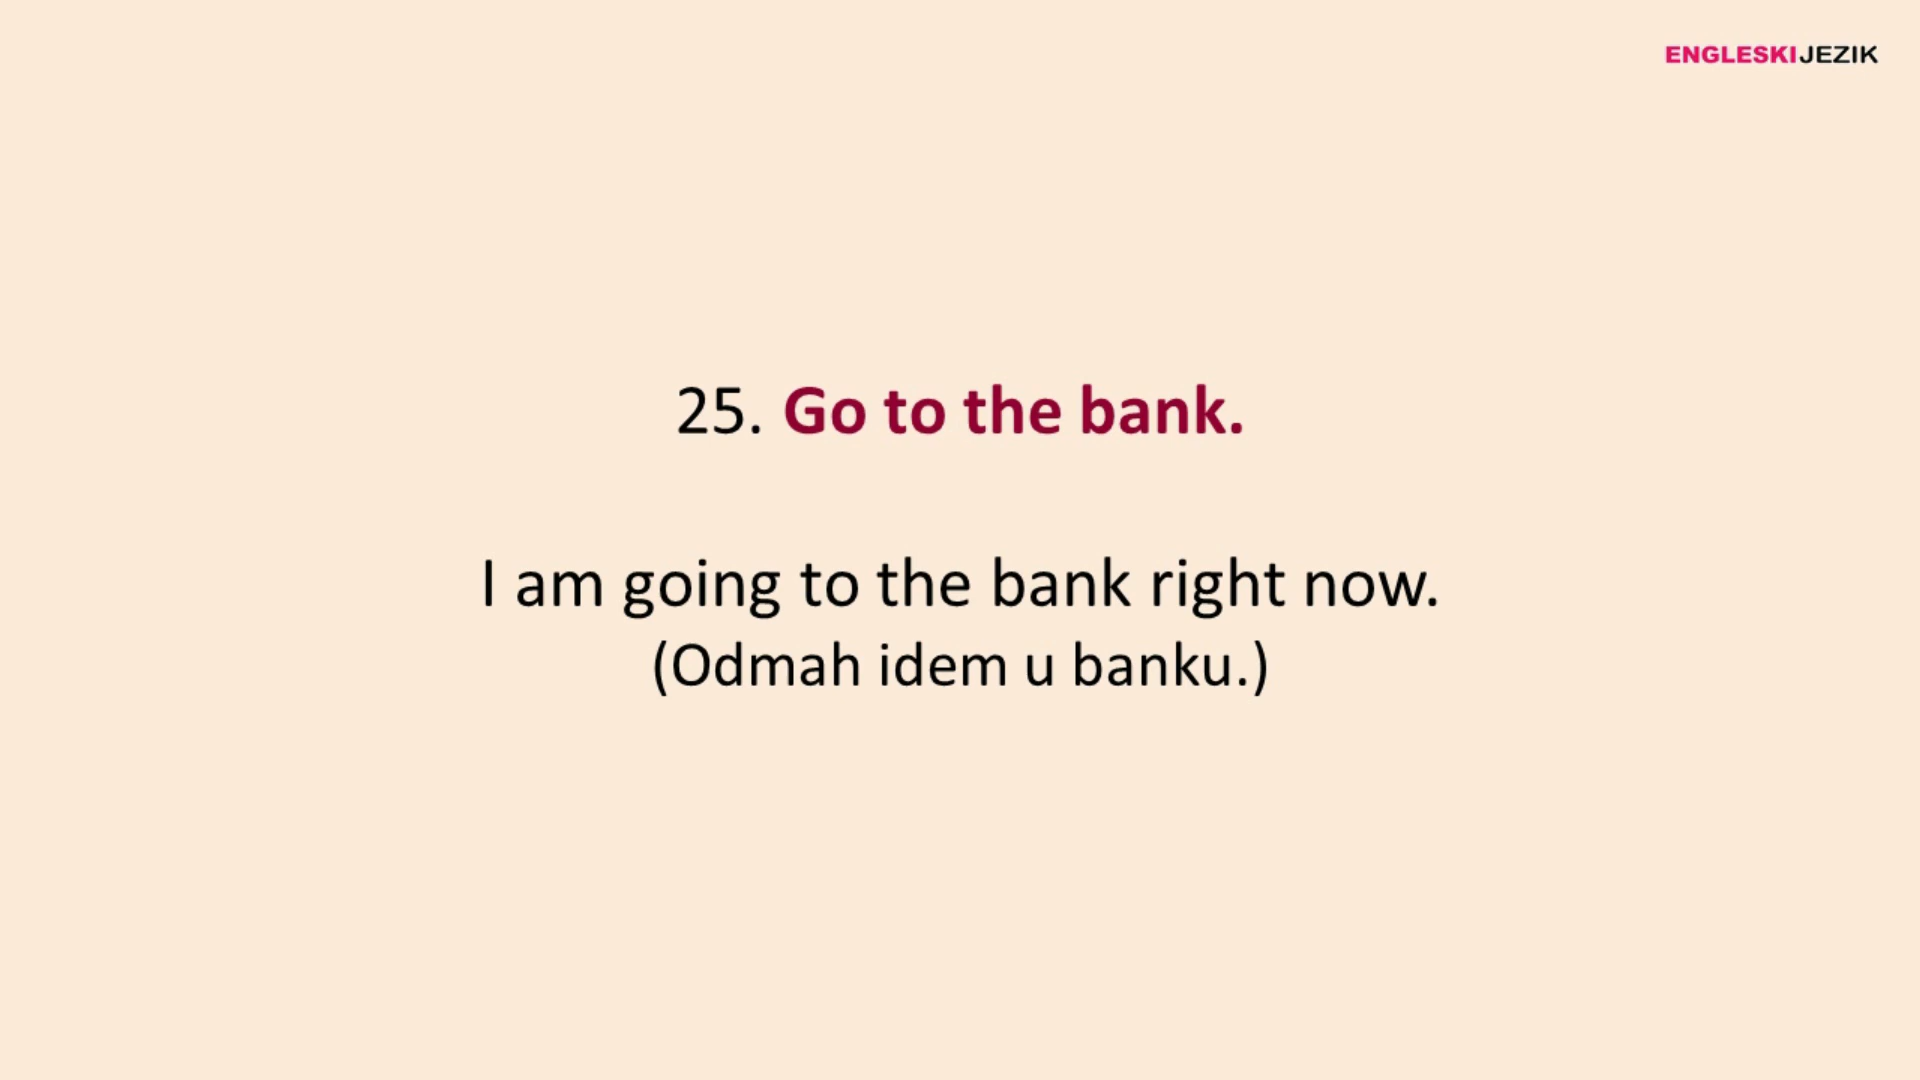 ENGLESKIJEZIK
25. Go to the bank.
I am going to the bank right now.
(Odmah idem u banku.)